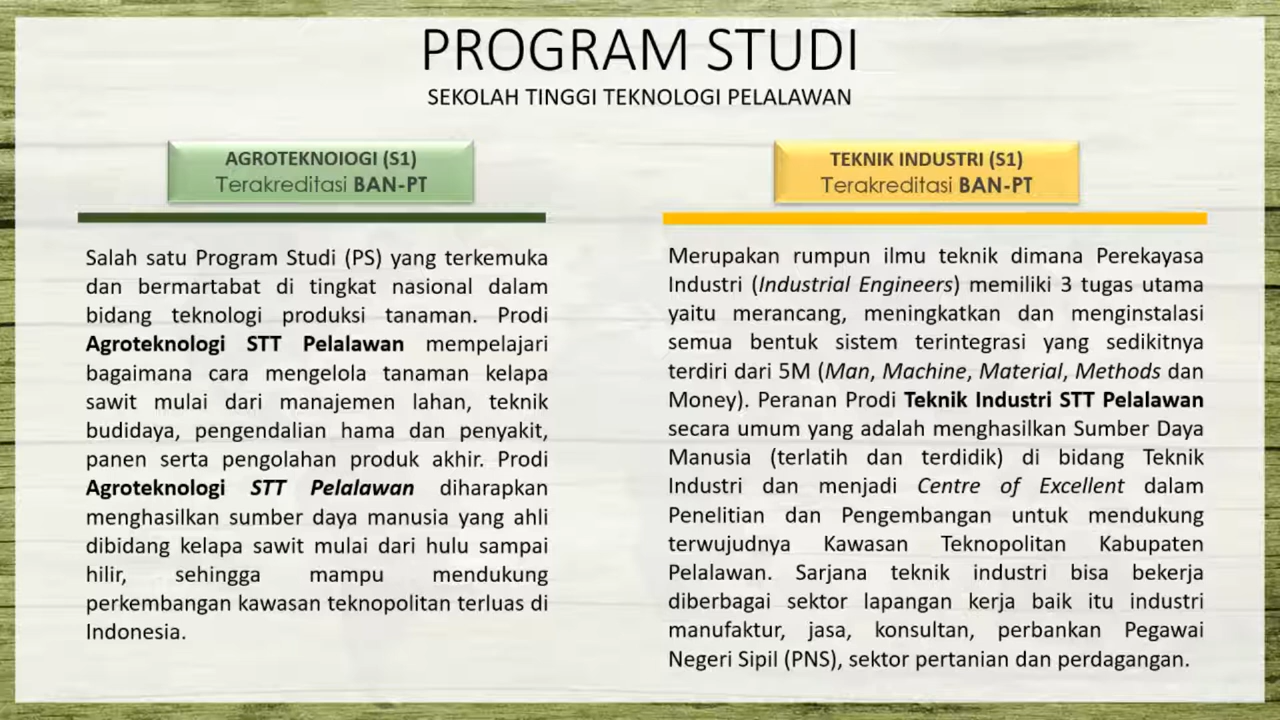 PROGRAM STUDI
SEKOLAH TINGGI TEKNOLOGI PELALAWAN
AGROTEKNOIOGI (S1)
Terakreditasi BAN-PT
Salah satu Program Studi (PS) yang terkemuka
dan bermartabat di tingkat nasional dalam
bidang teknologi produksi tanaman. Prodi
Agroteknologi STT Pelalawan mempelajari
bagaimana cara mengelola tanaman kelapa
sawit mulai dari manajemen lahan, teknik
budidaya, pengendalian hama dan penyakit,
panen serta pengolahan produk akhir. Prodi
Agroteknologi STT Pelalawan diharapkan
menghasilkan sumber daya manusia yang ahli
dibidang kelapa sawit mulai dari hulu sampai
hilir, sehingga mampu mendukung
perkembangan kawasan teknopolitan terluas di
Indonesia.
TEKNIK INDUSTRI (S1)
Terakreditasi BAN-PT
Merupakan rumpun ilmu teknik dimana Perekayasa
Industri (Industrial Engineers) memiliki 3 tugas utama
yaitu merancang, meningkatkan dan menginstalasi
semua bentuk sistem terintegrasi yang sedikitnya
terdiri dari 5M (Man, Machine, Material, Methods dan
Money). Peranan Prodi Teknik Industri STT Pelalawan
secara umum yang adalah menghasilkan Sumber Daya
Manusia (terlatih dan terdidik) di bidang Teknik
Industri dan menjadi Centre of Excellent dalam
Penelitian dan Pengembangan untuk mendukung
terwujudnya Kawasan Teknopolitan Kabupaten
Pelalawan. Sarjana teknik industri bisa bekerja
diberbagai sektor lapangan kerja baik itu industri
manufaktur, jasa, konsultan, perbankan Pegawai
Negeri Sipil (PNS), sektor pertanian dan perdagangan.